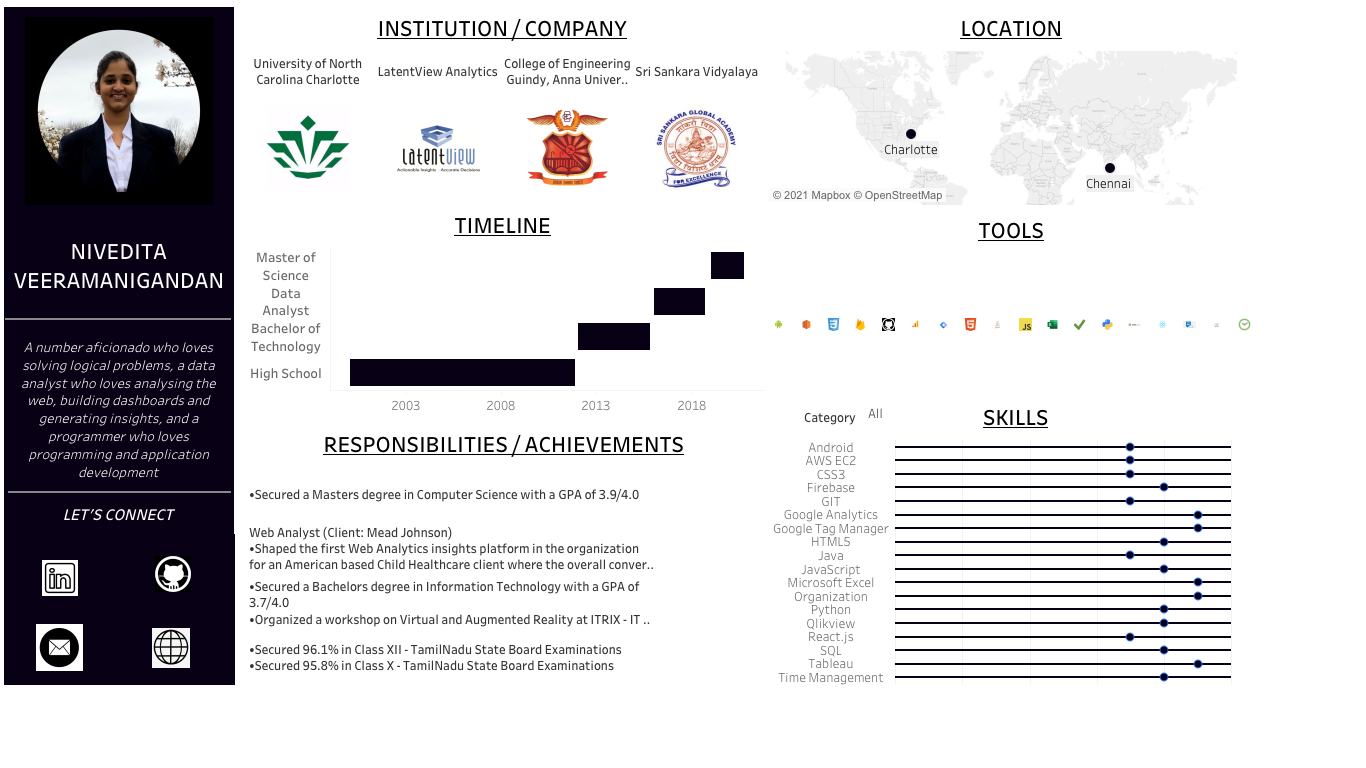 NIVEDITA
VEERAMANIGANDAN
A number aficionado who loves
solving logical problems, a data
analyst who loves analysing the
web, building dashboards and
generating insights, and a
programmer who loves
programming and application
development
LET'S CONNECT
in
INSTITUTION / COMPANY
University of North
Carolina Charlotte
LatentView Analytics
College of Engineering
Guindy, Anna Univer..
Sri Sankara Vidyalaya
LatentView
Actionable Insights · Accurate Decisions
SRI SANKARA GLOBAL ACADEMY
FOR EXCELLENCE
TIMELINE
Master of
Science
Data
Analyst
Bachelor of
Technology
High School
2003
2008
2013
2018
RESPONSIBILITIES / ACHIEVEMENTS
•Secured a Masters degree in Computer Science with a GPA of 3.9/4.0
Web Analyst (Client: Mead Johnson)
•Shaped the first Web Analytics insights platform in the organization
for an American based Child Healthcare client where the overall conver..
•Secured a Bachelors degree in Information Technology with a GPA of
3.7/4.0
•Organized a workshop on Virtual and Augmented Reality at ITRIX - IT ..
•Secured 96.1% in Class XII - TamilNadu State Board Examinations
•Secured 95.8% in Class X - TamilNadu State Board Examinations
LOCATION
Charlotte
Chennai
© 2021 Mapbox © OpenStreetMap
TOOLS
JS
Category
All
SKILLS
Android
AWS EC2
CSS3
Firebase
GIT
Google Analytics
Google Tag Manager
HTML5
Java
JavaScript
Microsoft Excel
Organization
Python
Qlikview
React.js
SQL
Tableau
Time Management